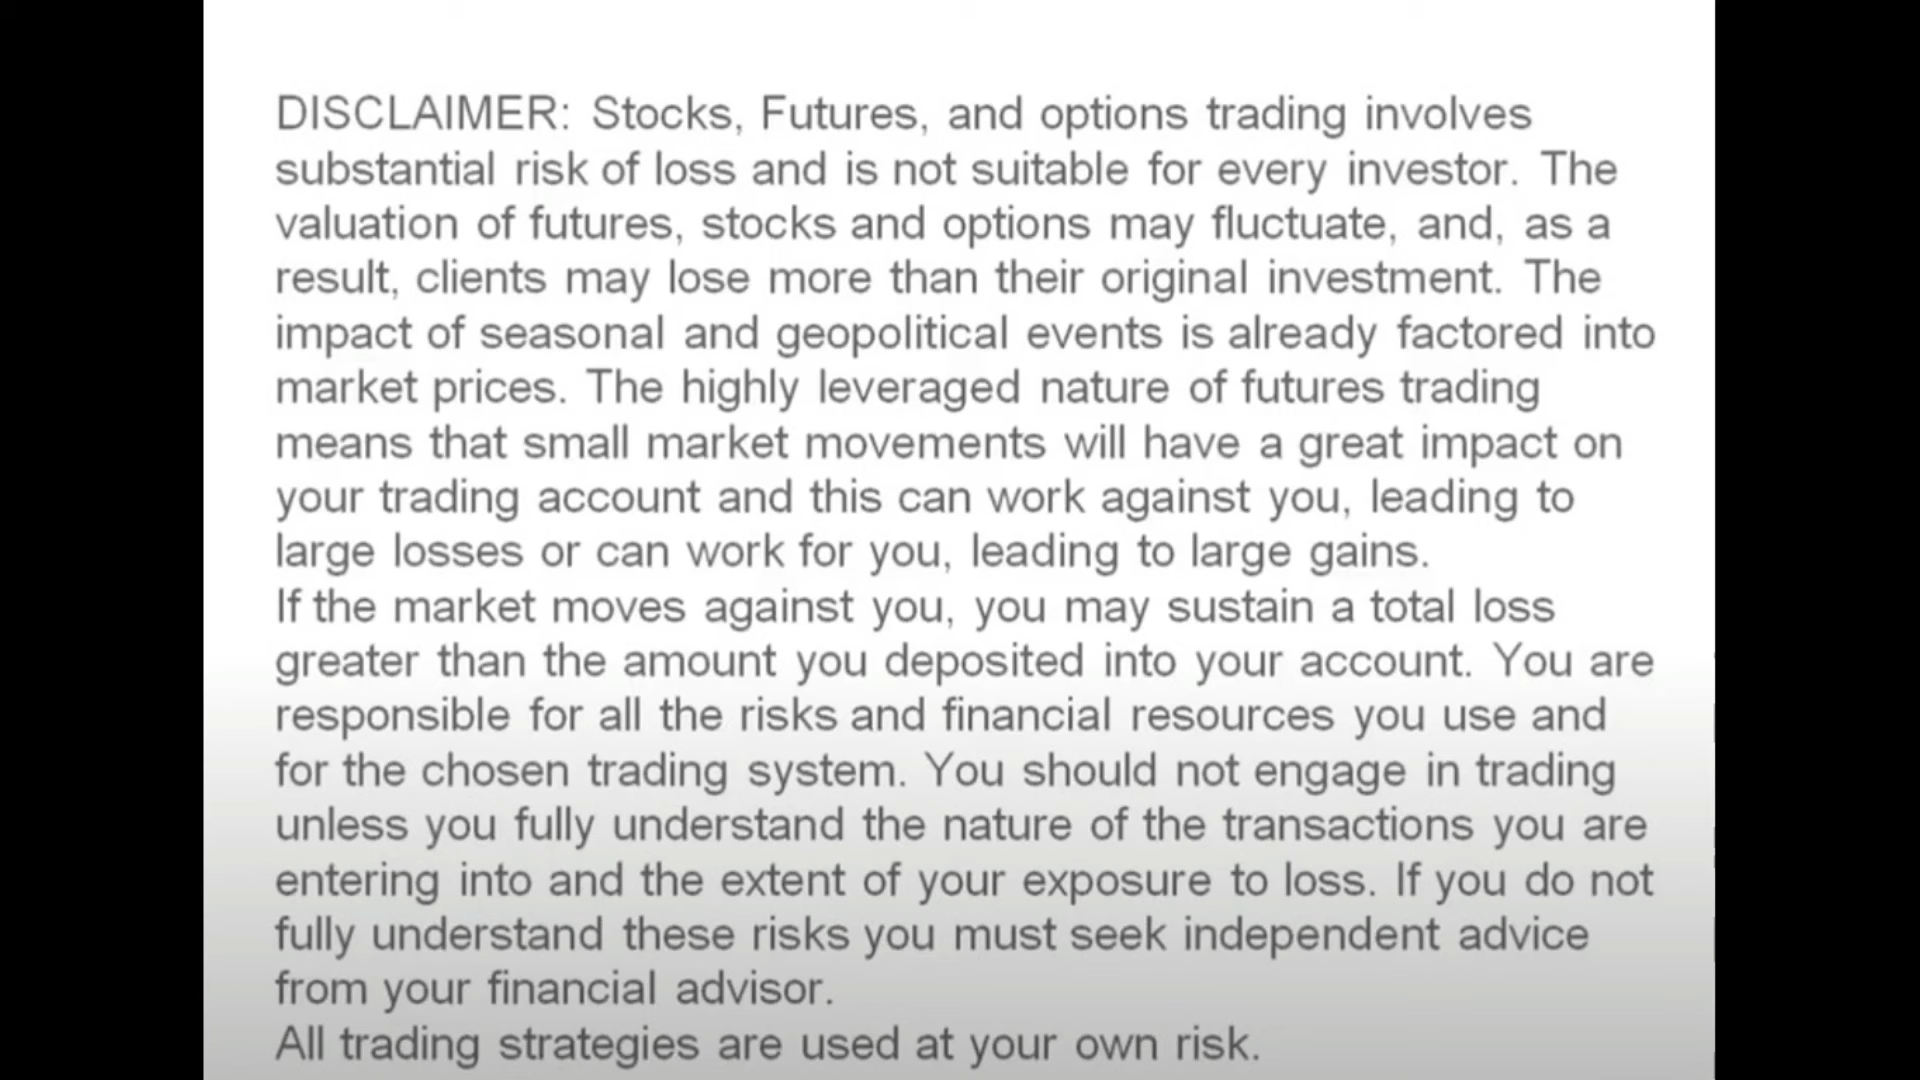 DISCLAIMER: Stocks, Futures, and options trading involves
substantial risk of loss and is not suitable for every investor. The
valuation of futures, stocks and options may fluctuate, and, as a
result, clients may lose more than their original investment. The
impact of seasonal and geopolitical events is already factored into
market prices. The highly leveraged nature of futures trading
means that small market movements will have a great impact on
your trading account and this can work against you, leading to
large losses or can work for you, leading to large gains.
If the market moves against you, you may sustain a total loss
greater than the amount you deposited into your account. You are
responsible for all the risks and financial resources you use and
for the chosen trading system. You should not engage in trading
unless you fully understand the nature of the transactions you are
entering into and the extent of your exposure to loss. If you do not
fully understand these risks you must seek independent advice
from your financial advisor.
All trading strategies are used at your own risk.